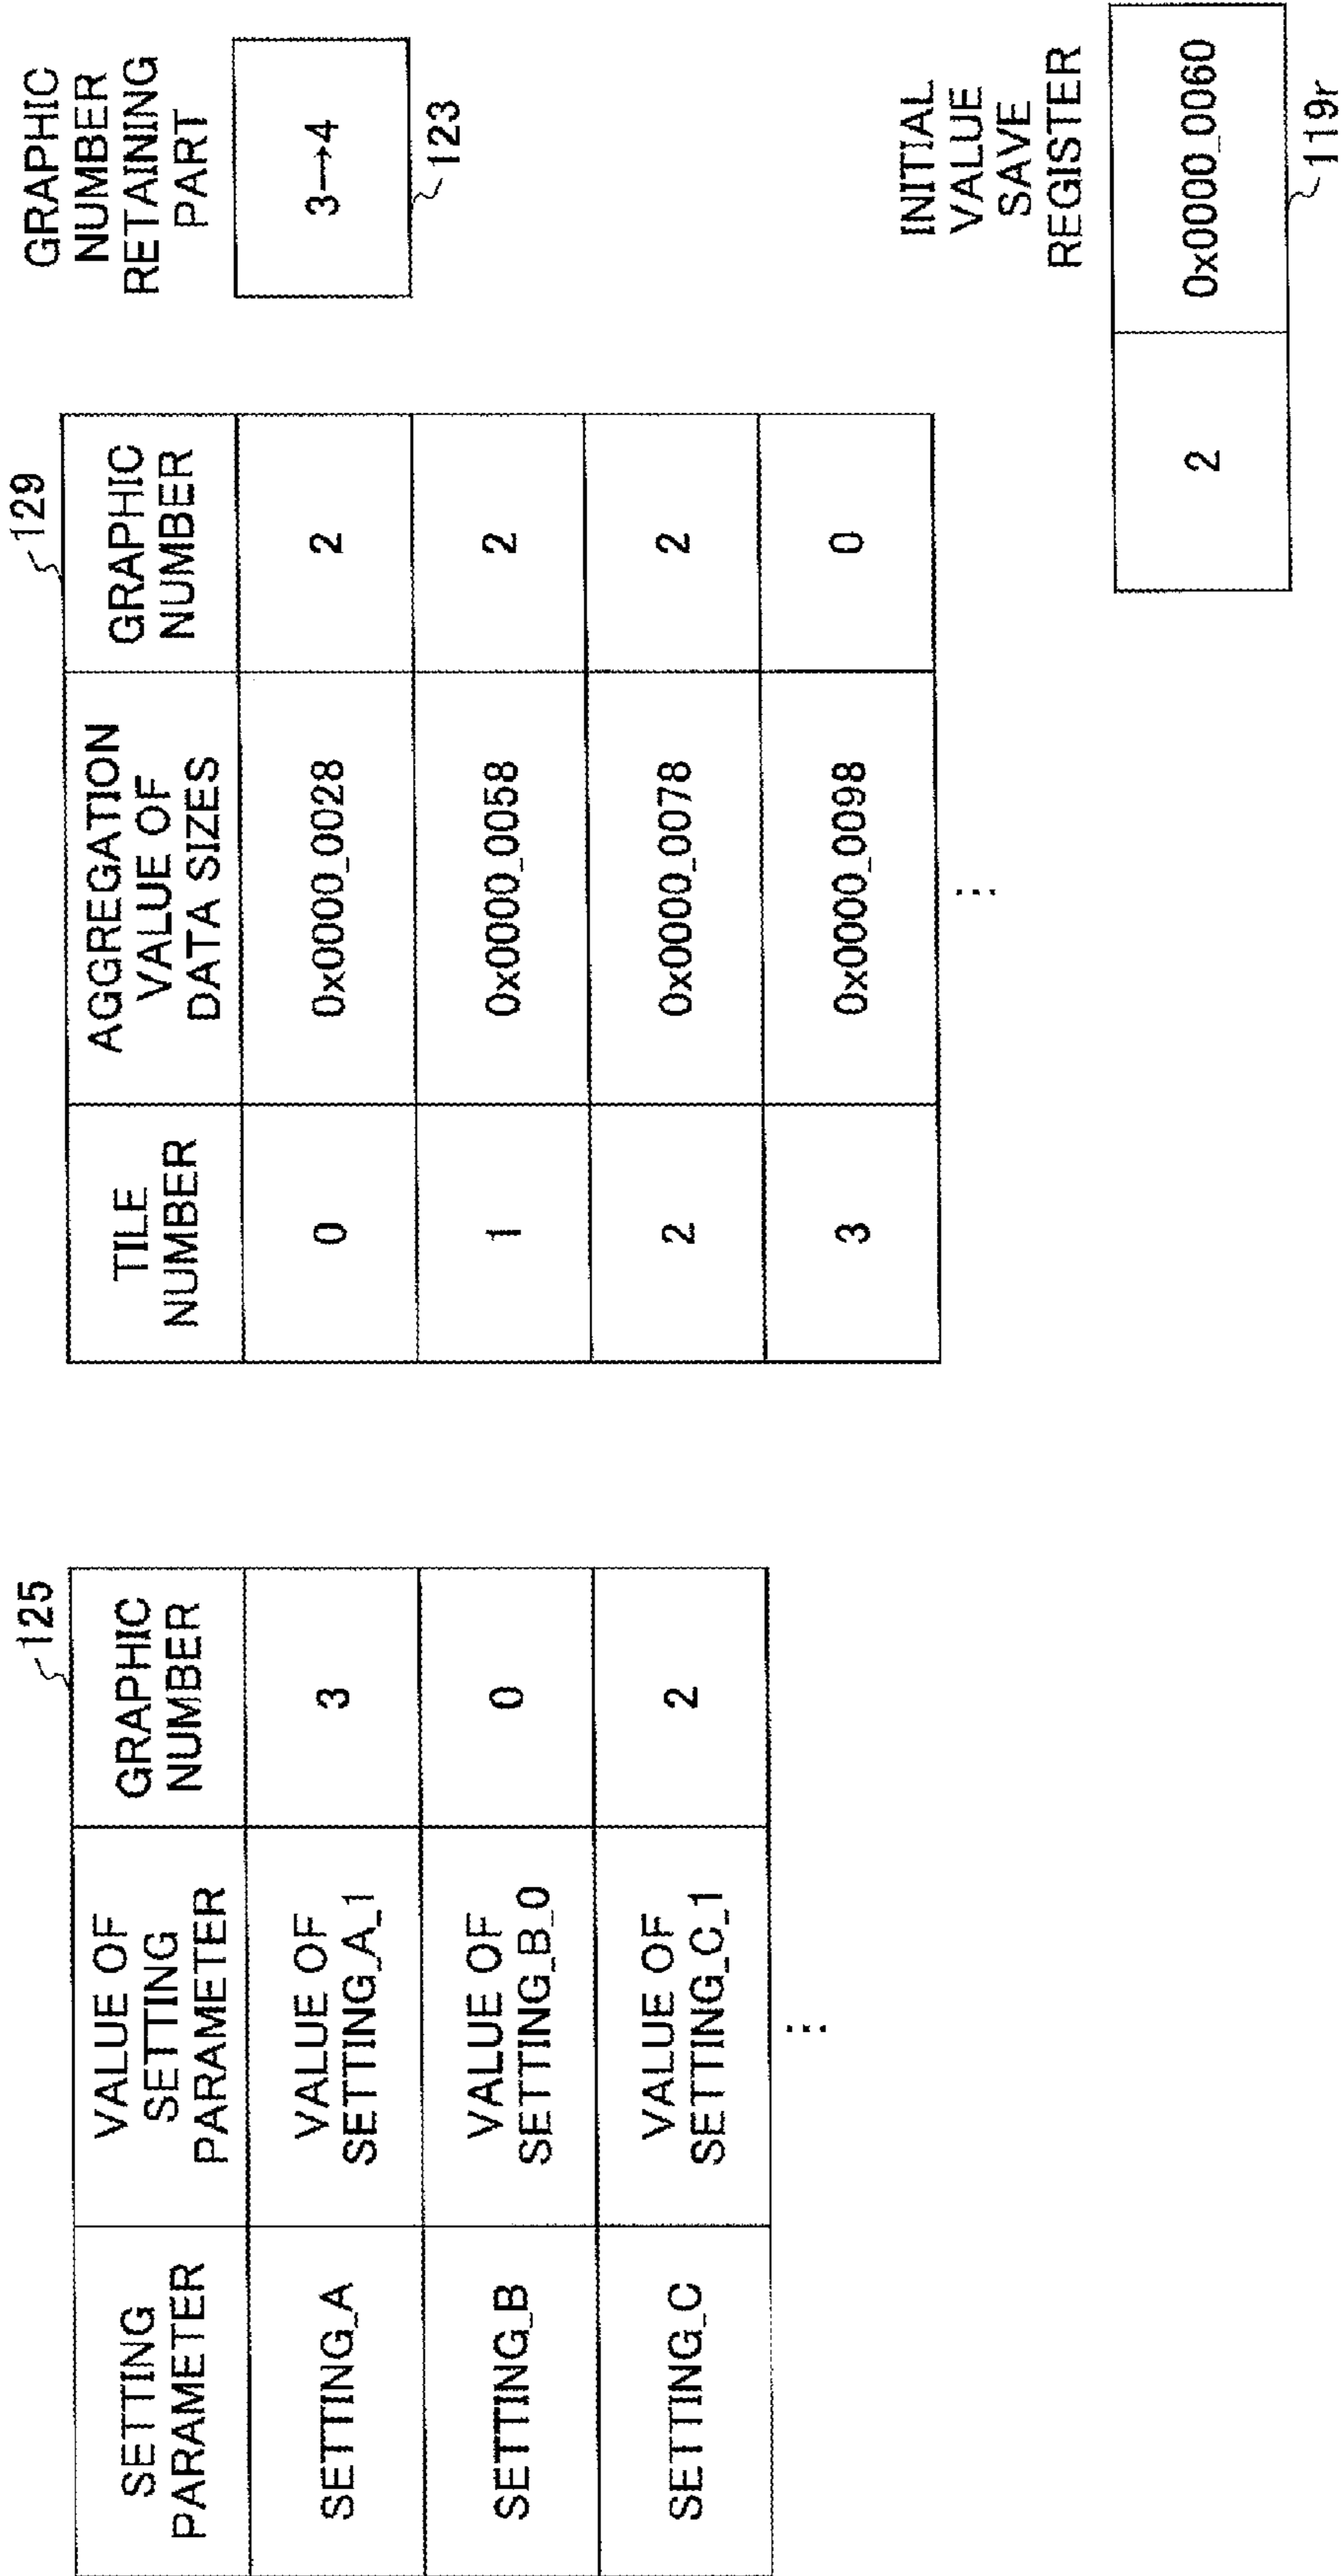 125
SETTING
PARAMETER
VALUE OF
SETTING
PARAMETER
GRAPHIC
NUMBER
SETTING_A
VALUE OF
SETTING_A_1
3
SETTING_B
VALUE OF
SETTING_B_0
0
SETTING_C
VALUE OF
SETTING_C_1
2
⋮
129
TILE
NUMBER
AGGREGATION
VALUE OF
DATA SIZES
GRAPHIC
NUMBER
0
0x0000_0028
2
1
0x0000_0058
2
2
0x0000_0078
2
3
0x0000_0098
0
⋮
GRAPHIC
NUMBER
RETAINING
PART
3→4
123
INITIAL
VALUE
SAVE
REGISTER
2
0x0000_0060
119r